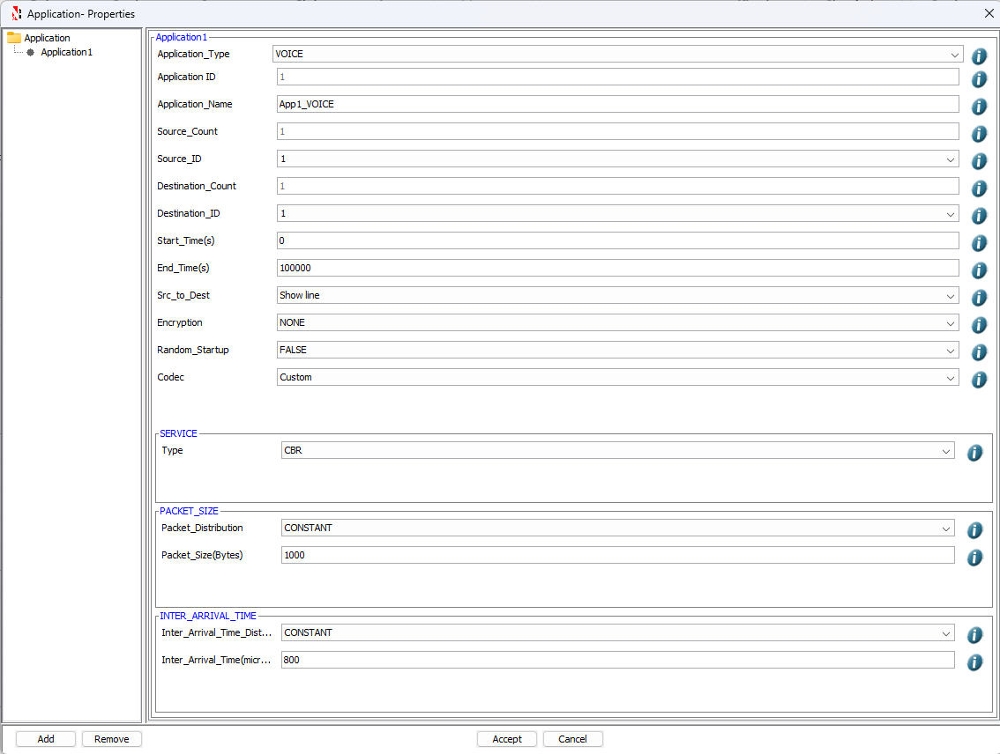 Application- Properties
Application
Application1
Application1
Application_Type VOICE
Application ID 1
Application_Name App1_VOICE
Source_Count 1
Source_ID 1
Destination_Count 1
Destination_ID 1
Start_Time(s) 0
End_Time(s) 100000
Src_to_Dest Show line
Encryption NONE
Random_Startup FALSE
Codec Custom
SERVICE
Type CBR
PACKET_SIZE
Packet_Distribution CONSTANT
Packet_Size(Bytes) 1000
INTER_ARRIVAL_TIME
Inter_Arrival_Time_Dist... CONSTANT
Inter_Arrival_Time(micr... 800
Add Remove Accept Cancel